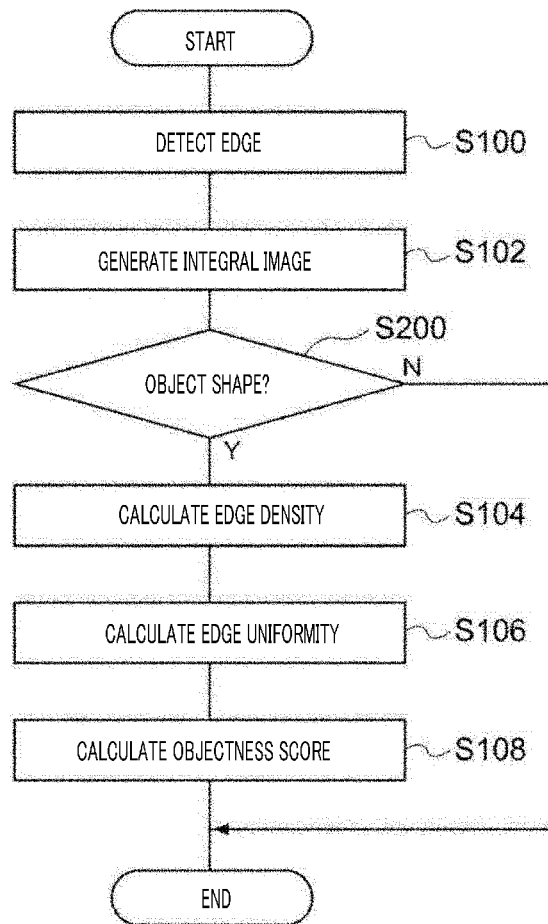 START
DETECT EDGE
S100
GENERATE INTEGRAL IMAGE
S102
S200
OBJECT SHAPE?
N
Y
CALCULATE EDGE DENSITY
S104
CALCULATE EDGE UNIFORMITY
S106
CALCULATE OBJECTNESS SCORE
S108
END